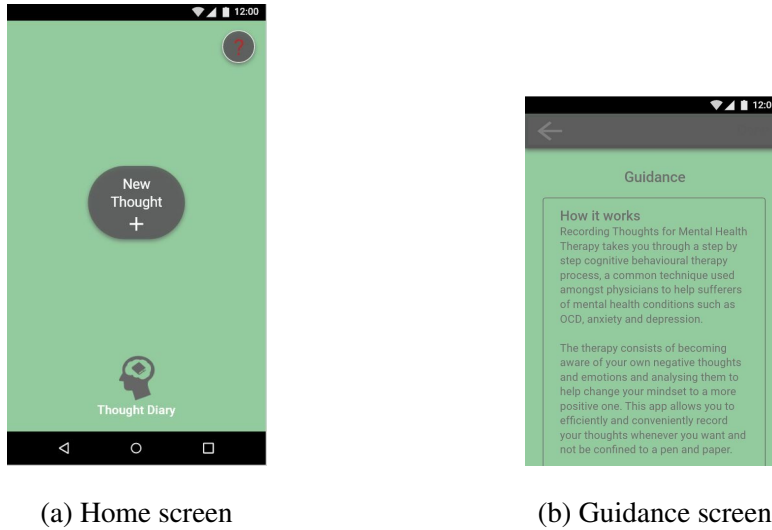 12:00
?
New
Thought
+
Thought Diary
(a) Home screen
12:0
Guidance
How it works
Recording Thoughts for Mental Health
Therapy takes you through a step by
step cognitive behavioural therapy
process, a common technique used
amongst physicians to help sufferers
of mental health conditions such as
OCD, anxiety and depression.
The therapy consists of becoming
aware of your own negative thoughts
and emotions and analysing them to
help change your mindset to a more
positive one. This app allows you to
efficiently and conveniently record
your thoughts whenever you want and
not be confined to a pen and paper.
(b) Guidance screen